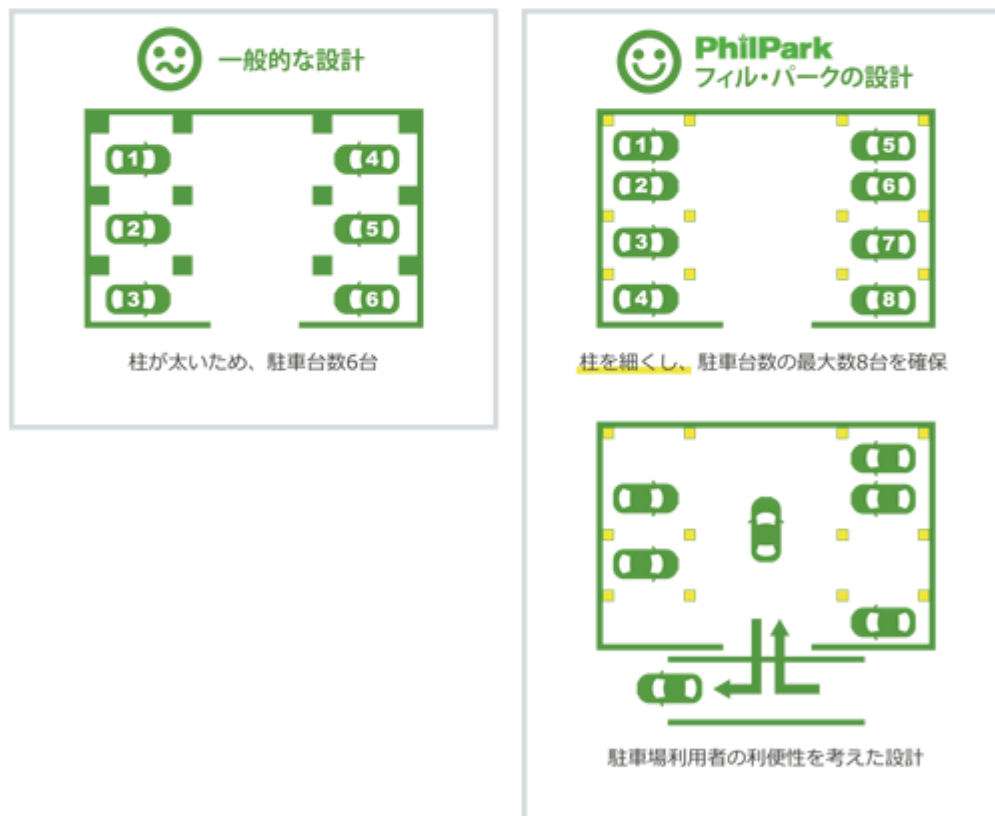 一般的な設計
1
4
2
5
3
6
柱が太いため、駐車台数6台
PhilPark
フィル・パークの設計
1
5
2
6
3
7
4
8
柱を細くし、駐車台数の最大数8台を確保
駐車場利用者の利便性を考えた設計